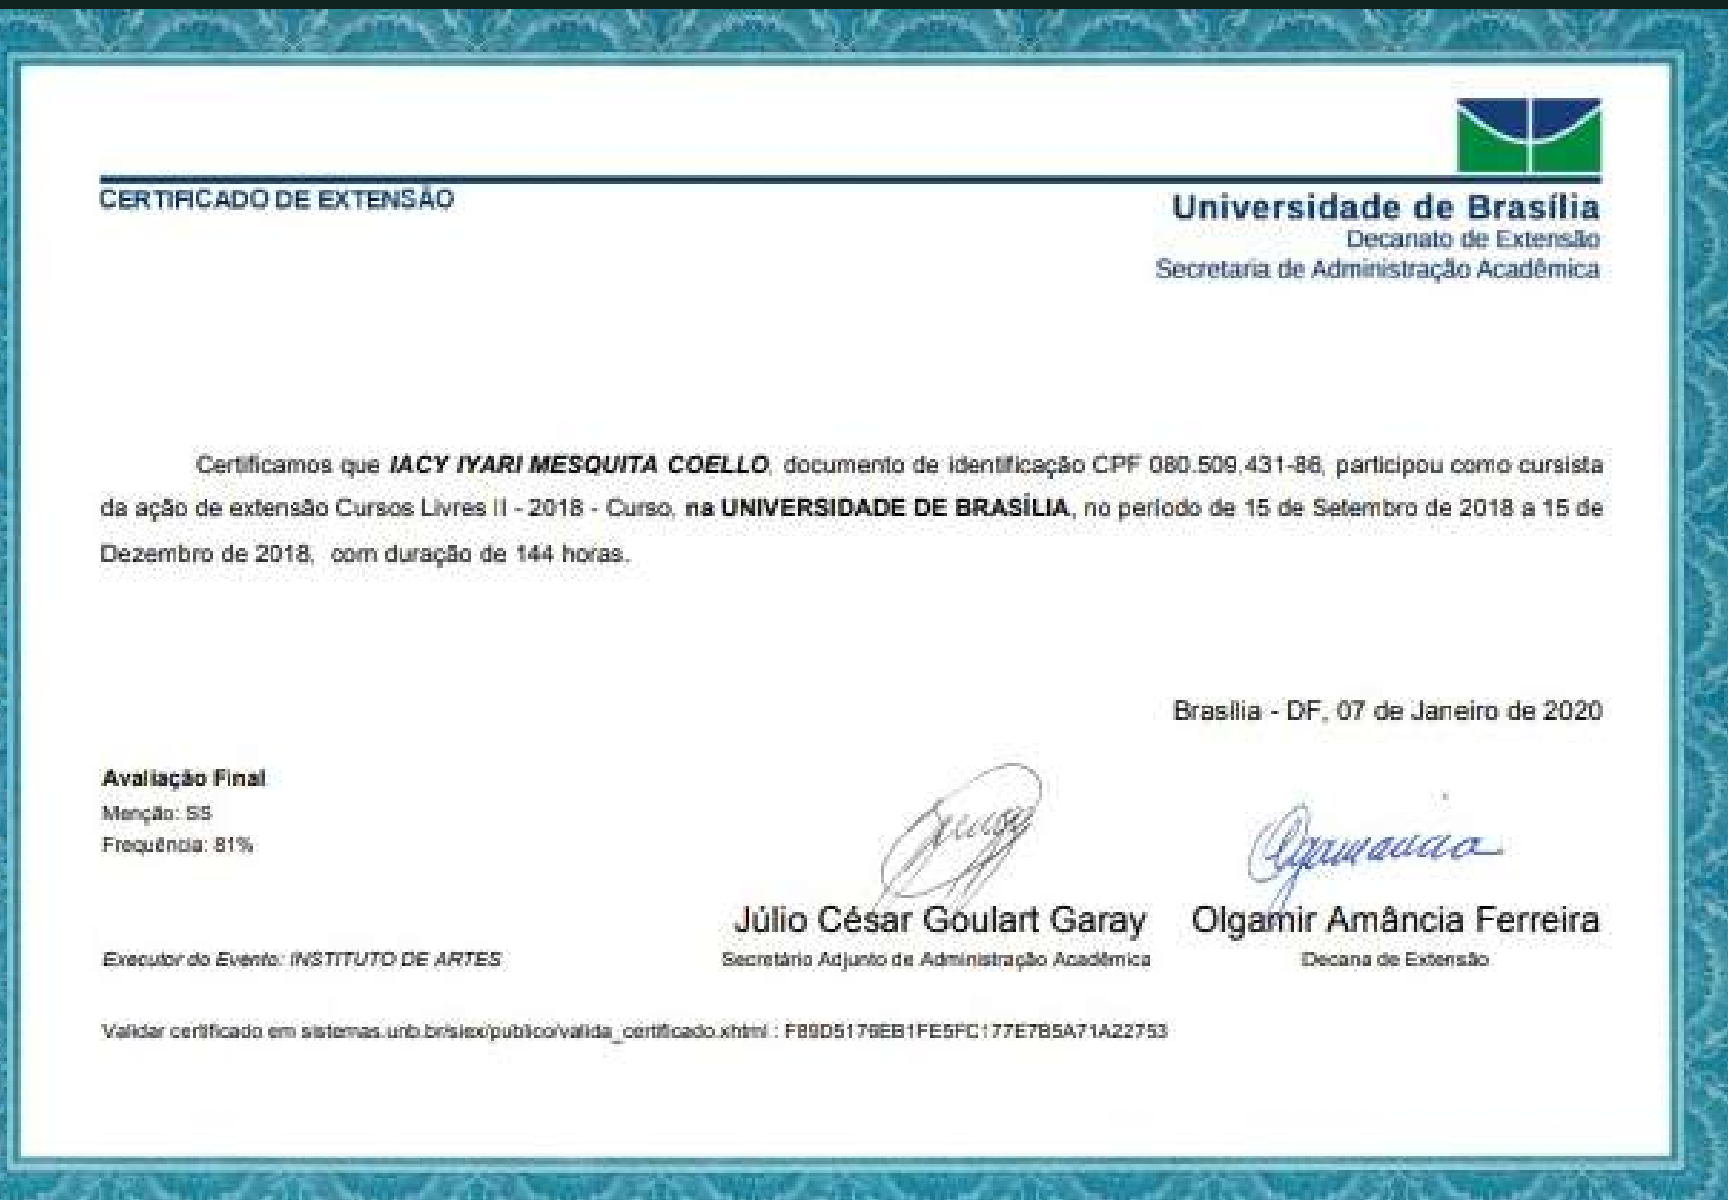 CERTIFICADO DE EXTENSÃO
Universidade de Brasília
Decanato de Extensão
Secretaria de Administração Acadêmica
Certificamos que IACY IYARI MESQUITA COELLO, documento de identificação CPF 080.509.431-86, participou como cursista
da ação de extensão Cursos Livres II - 2018 - Curso, na UNIVERSIDADE DE BRASÍLIA, no período de 15 de Setembro de 2018 a 15 de
Dezembro de 2018, com duração de 144 horas.
Brasília - DF, 07 de Janeiro de 2020
Avaliação Final
Menção: SS
Frequência: 81%
Júlio César Goulart Garay
Olgamir Amância Ferreira
Secretário Adjunto de Administração Acadêmica
Decana de Extensão
Executor do Evento: INSTITUTO DE ARTES
Validar certificado em sistemas.unb.br/siex/publico/valida_certificado.xhtml :